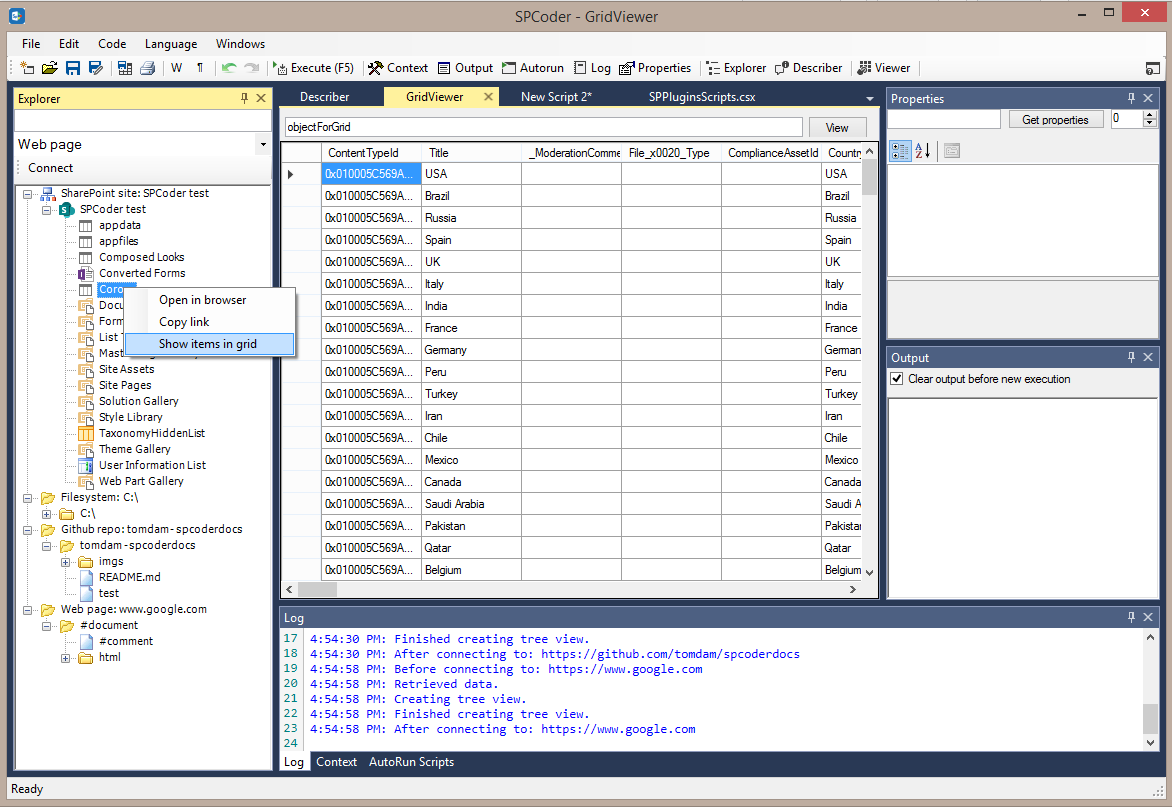 SPCoder - GridViewer
File Edit Code Language Windows
W ¶ Execute (F5) Context Output Autorun Log Properties Explorer Describer Viewer
Explorer
Web page
Connect
SharePoint site: SPCoder test
SPCoder test
appdata
appfiles
Composed Looks
Converted Forms
Coro
Docu
Form
List T
Mast
Site Assets
Site Pages
Solution Gallery
Style Library
TaxonomyHiddenList
Theme Gallery
User Information List
Web Part Gallery
Filesystem: C:\
C:\
Github repo: tomdam-spcoderdocs
tomdam-spcoderdocs
imgs
README.md
test
Web page: www.google.com
#document
#comment
html
Open in browser
Copy link
Show items in grid
Describer GridViewer New Script 2* SPPluginsScripts.csx
objectForGrid View
ContentTypeId Title _ModerationComme File_x0020_Type ComplianceAssetId Country
0x010005C569A... USA USA
0x010005C569A... Brazil Brazil
0x010005C569A... Russia Russia
0x010005C569A... Spain Spain
0x010005C569A... UK UK
0x010005C569A... Italy Italy
0x010005C569A... India India
0x010005C569A... France France
0x010005C569A... Germany German
0x010005C569A... Peru Peru
0x010005C569A... Turkey Turkey
0x010005C569A... Iran Iran
0x010005C569A... Chile Chile
0x010005C569A... Mexico Mexico
0x010005C569A... Canada Canada
0x010005C569A... Saudi Arabia Saudi A
0x010005C569A... Pakistan Pakistan
0x010005C569A... Qatar Qatar
0x010005C569A... Belgium Belgium
Properties
Get properties 0
Output
Clear output before new execution
Log
17 4:54:30 PM: Finished creating tree view.
18 4:54:30 PM: After connecting to: https://github.com/tomdam/spcoderdocs
19 4:54:58 PM: Before connecting to: https://www.google.com
20 4:54:58 PM: Retrieved data.
21 4:54:58 PM: Creating tree view.
22 4:54:58 PM: Finished creating tree view.
23 4:54:58 PM: After connecting to: https://www.google.com
24
Log Context AutoRun Scripts
Ready